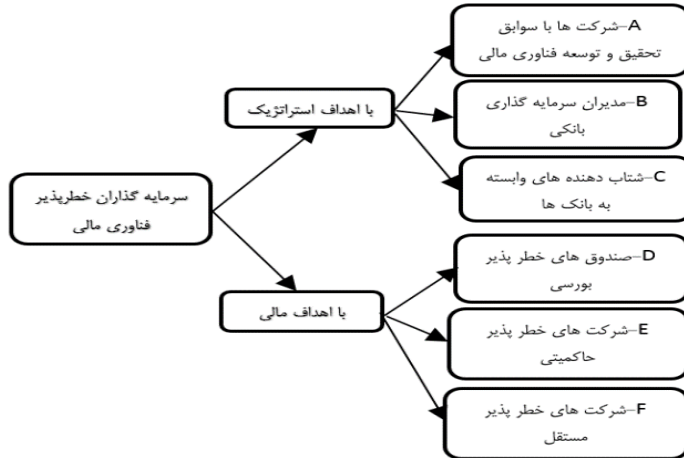 A-شرکت ها با سوابق
تحقیق و توسعه فناوری مالی
با اهداف استراتژیک
B-مدیران سرمایه گذاری
بانکی
C-شتاب دهنده های وابسته
به بانک ها
سرمایه گذاران خطرپذیر
فناوری مالی
D-صندوق های خطر پذیر
بورسی
با اهداف مالی
E-شرکت های خطر پذیر
حاکمیتی
F-شرکت های خطر پذیر
مستقل